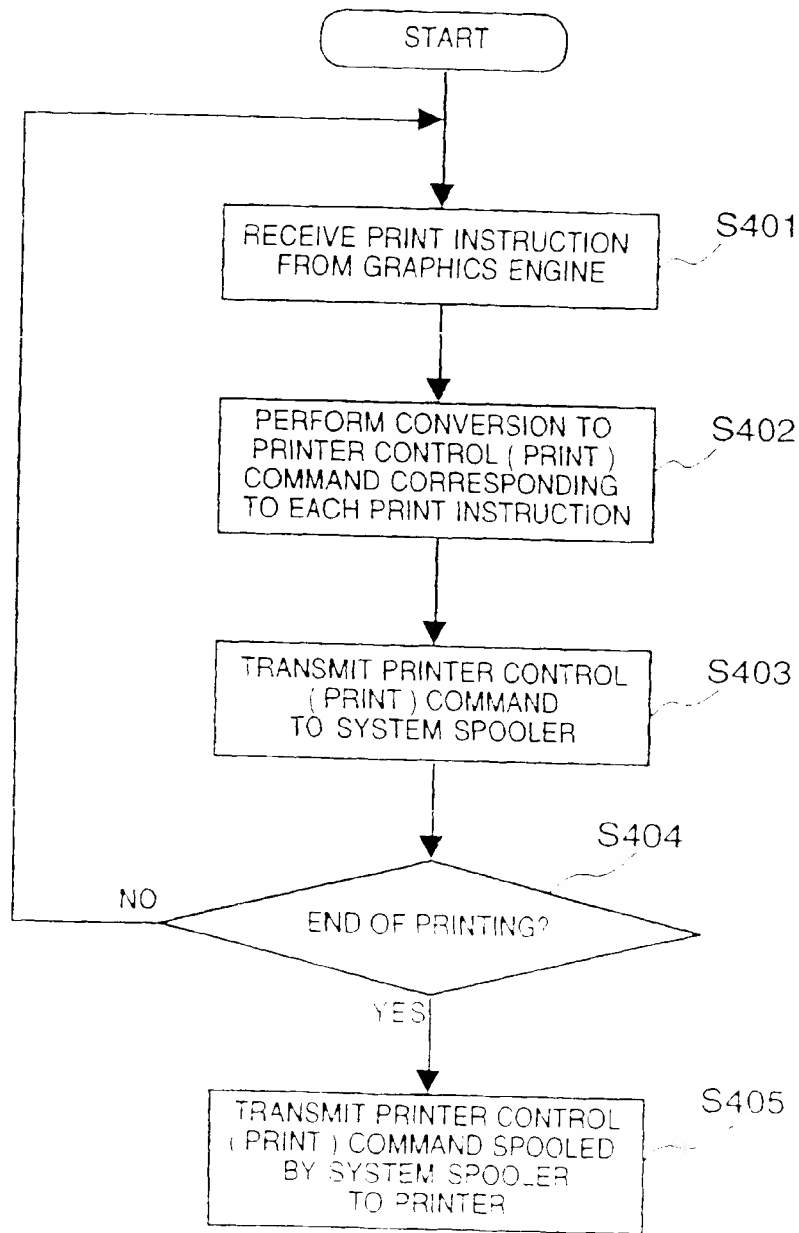 START
RECEIVE PRINT INSTRUCTION
FROM GRAPHICS ENGINE
S401
PERFORM CONVERSION TO
PRINTER CONTROL ( PRINT )
COMMAND CORRESPONDING
TO EACH PRINT INSTRUCTION
S402
TRANSMIT PRINTER CONTROL
( PRINT ) COMMAND
TO SYSTEM SPOOLER
S403
S404
NO
END OF PRINTING?
YES
TRANSMIT PRINTER CONTROL
( PRINT ) COMMAND SPOOLED
BY SYSTEM SPOOLER
TO PRINTER
S405